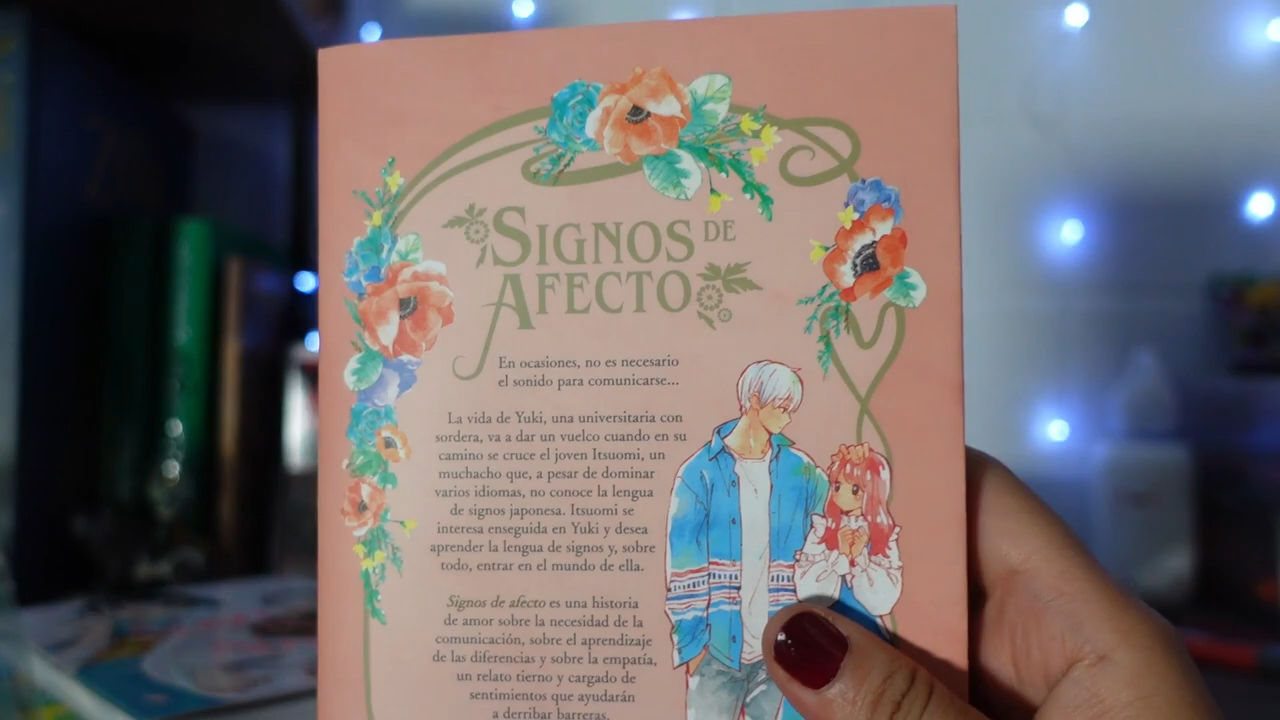 SIGNOS DE
AFECTO
En ocasiones, no es necesario
el sonido para comunicarse...
La vida de Yuki, una universitaria con
sordera, va a dar un vuelco cuando en su
camino se cruce el joven Itsuomi, un
muchacho que, a pesar de dominar
varios idiomas, no conoce la lengua
de signos japonesa. Itsuomi se
interesa enseguida en Yuki y desea
aprender la lengua de signos y, sobre
todo, entrar en el mundo de ella.
Signos de afecto es una historia
de amor sobre la necesidad de la
comunicación, sobre el aprendizaje
de las diferencias y sobre la empatía,
un relato tierno y cargado de
sentimientos que ayudarán
a derribar barreras.